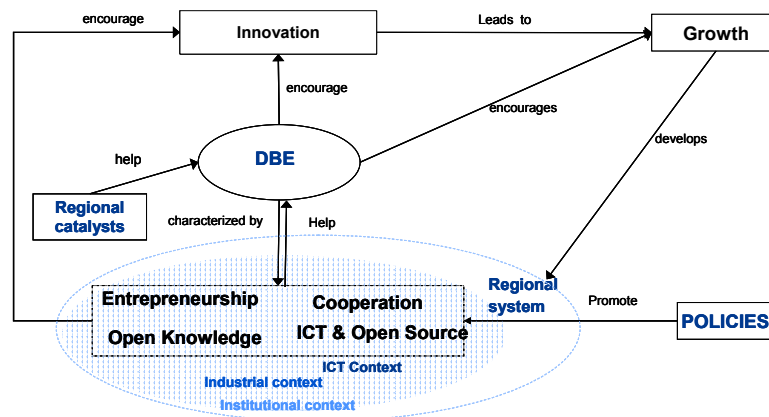 encourage
Leads to
Innovation
Growth
encourage
encourages
develops
help
DBE
Regional
catalysts
characterized by
Help
Regional
system
Entrepreneurship
Cooperation
Promote
Open Knowledge
ICT & Open Source
POLICIES
ICT Context
Industrial context
Institutional context